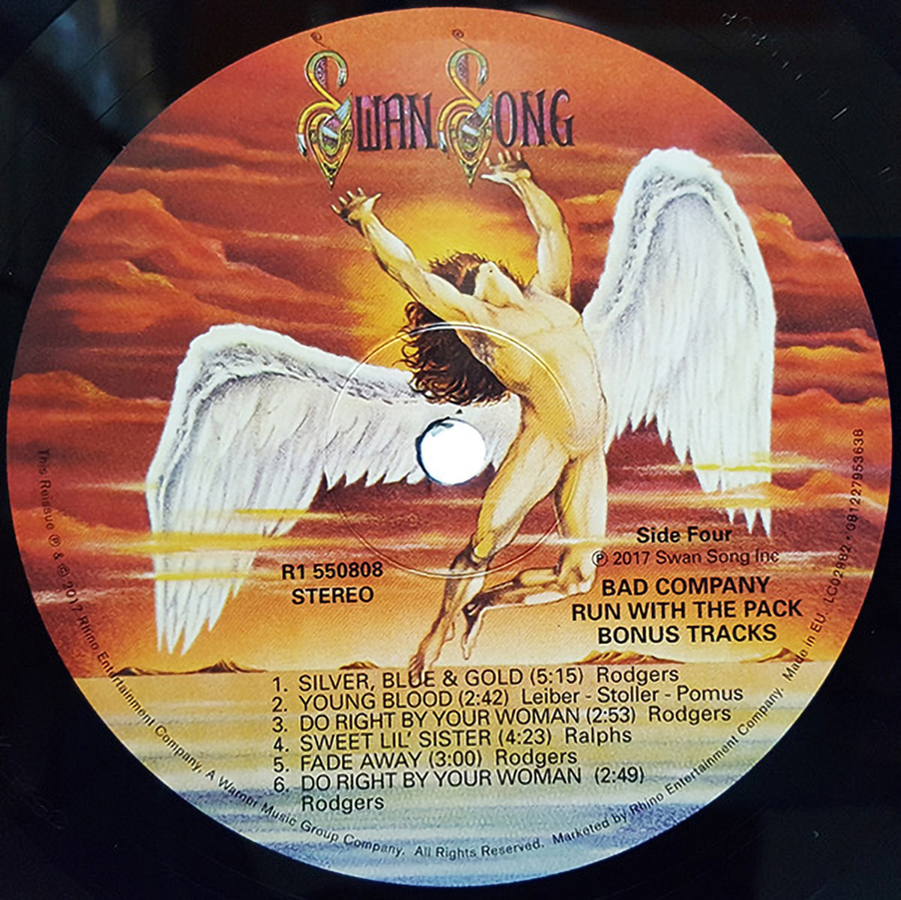 SWAN SONG
Side Four
℗ 2017 Swan Song Inc
R1 550808
STEREO
BAD COMPANY
RUN WITH THE PACK
BONUS TRACKS
1. SILVER, BLUE & GOLD (5:15) Rodgers
2. YOUNG BLOOD (2:42) Leiber - Stoller - Pomus
3. DO RIGHT BY YOUR WOMAN (2:53) Rodgers
4. SWEET LIL' SISTER (4:23) Ralphs
5. FADE AWAY (3:00) Rodgers
6. DO RIGHT BY YOUR WOMAN (2:49)
Rodgers
This Reissue ℗ & © 2017 Rhino Entertainment Company, A Warner Music Group Company. All Rights Reserved. Marketed by Rhino Entertainment Company. Made in EU. LC02982 • 081227953638